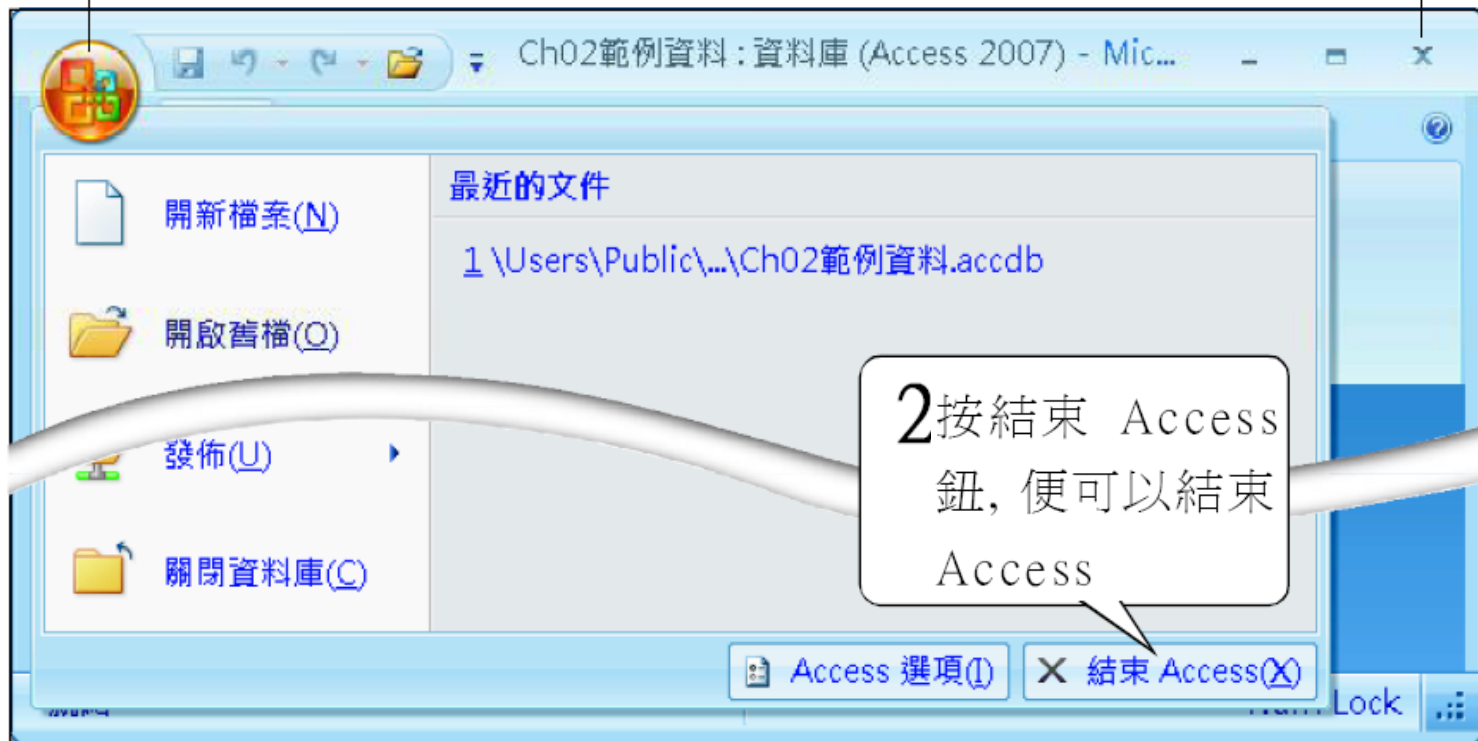 Ch02範例資料 : 資料庫 (Access 2007) - Mic...
最近的文件
開新檔案(N)
1 \Users\Public\...\Ch02範例資料.accdb
開啟舊檔(O)
2按結束 Access
鈕, 便可以結束
Access
發佈(U)
關閉資料庫(C)
Access 選項(I)
結束 Access(X)
Lock